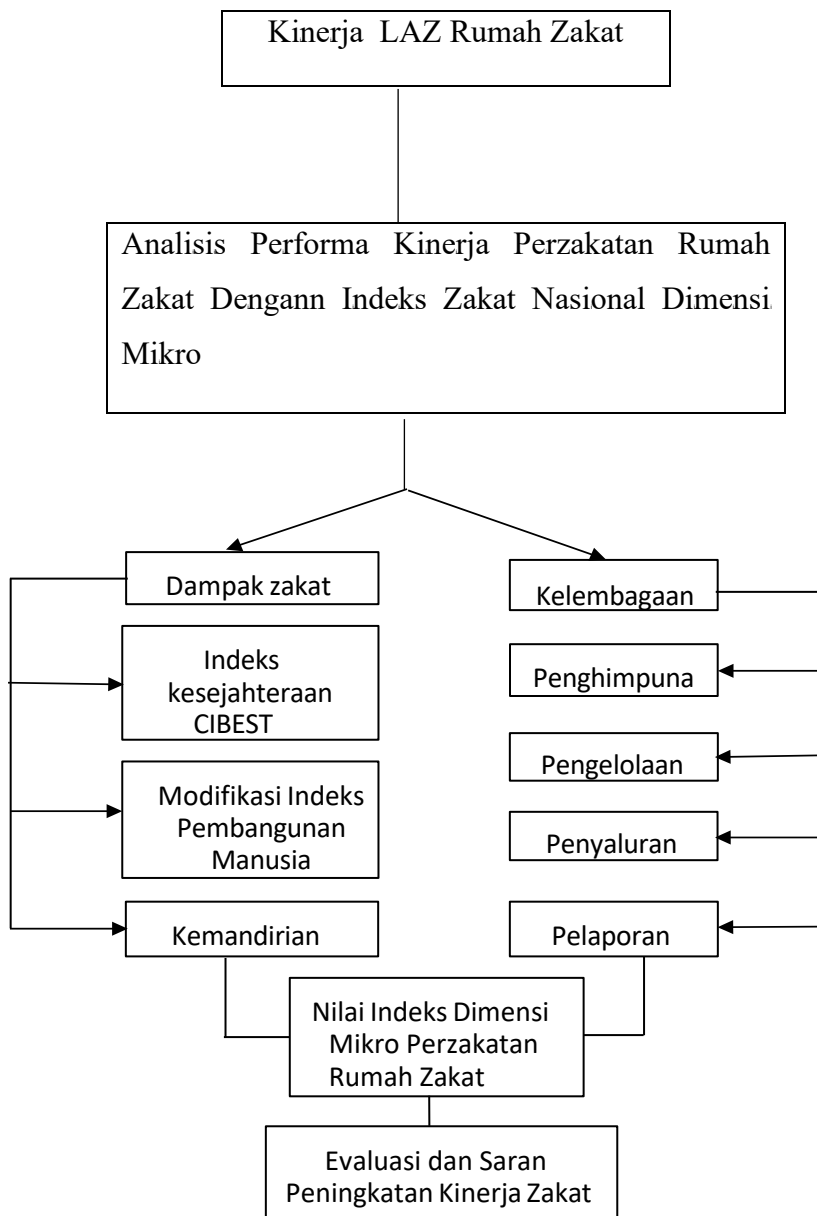 Kinerja LAZ Rumah Zakat
Analisis Performa Kinerja Perzakatan Rumah
Zakat Dengann Indeks Zakat Nasional Dimensi
Mikro
Dampak zakat
Indeks
kesejahteraan
CIBEST
Modifikasi Indeks
Pembangunan
Manusia
Kemandirian
Kelembagaan
Penghimpuna
Pengelolaan
Penyaluran
Pelaporan
Nilai Indeks Dimensi
Mikro Perzakatan
Rumah Zakat
Evaluasi dan Saran
Peningkatan Kinerja Zakat